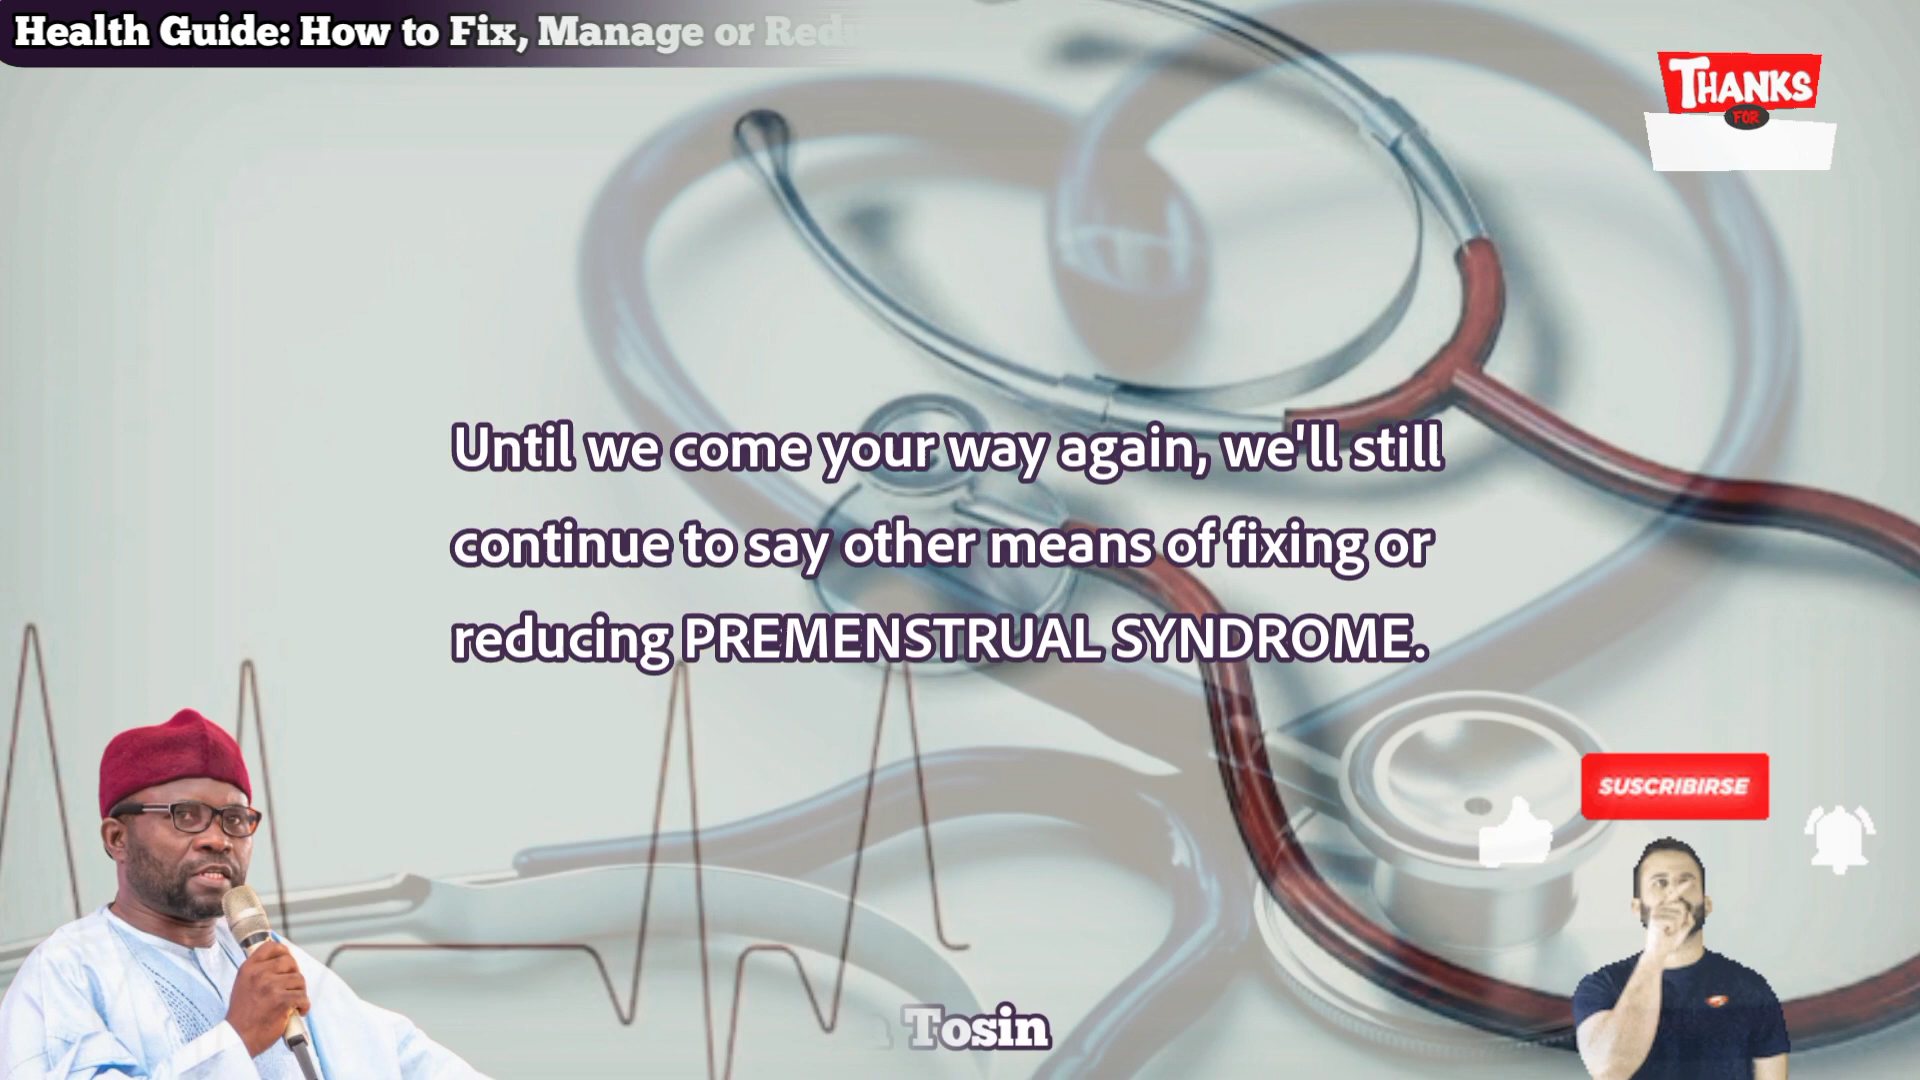 Health Guide: How to Fix, Manage or Redu
THANKS
FOR
Until we come your way again, we'll still
continue to say other means of fixing or
reducing PREMENSTRUAL SYNDROME.
SUSCRIBIRSE
Tosin